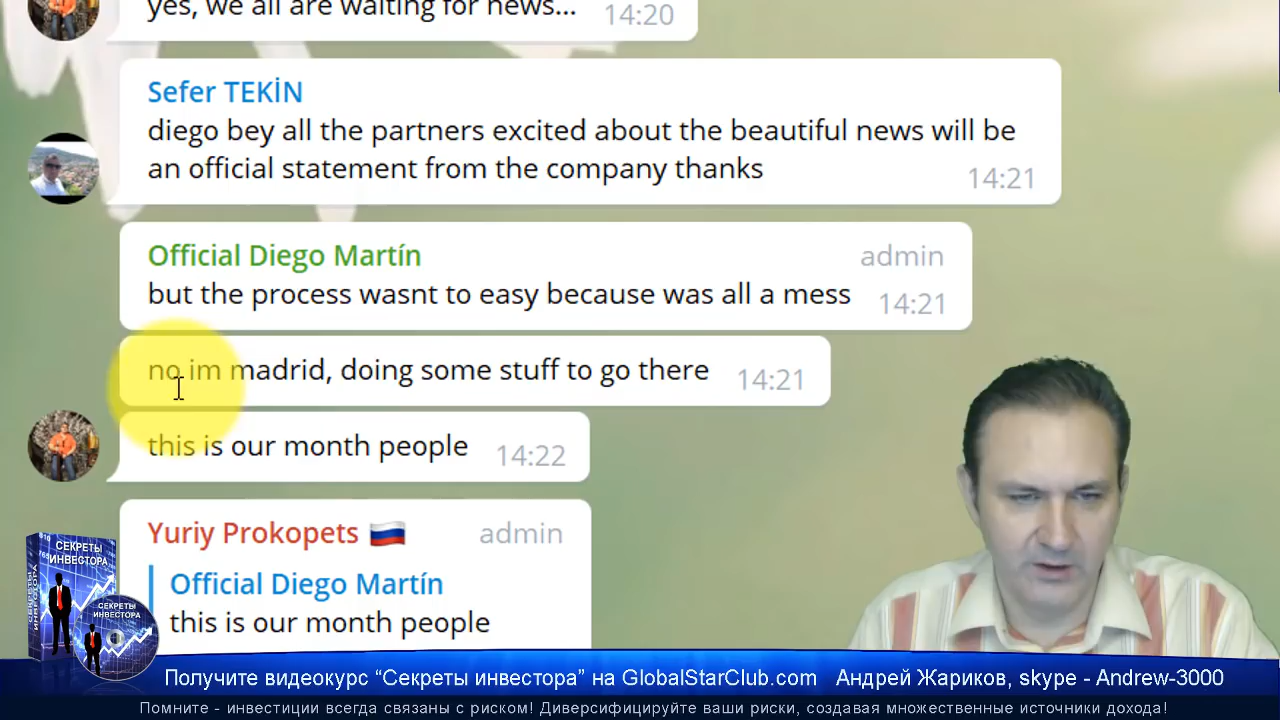 yes, we all are waiting for news...
14:20
Sefer TEKİN
diego bey all the partners excited about the beautiful news will be
an official statement from the company thanks
14:21
Official Diego Martín
admin
but the process wasnt to easy because was all a mess
14:21
no im madrid, doing some stuff to go there
14:21
this is our month people
14:22
Yuriy Prokopets 🇷🇺
admin
Official Diego Martín
this is our month people
СЕКРЕТЫ
ИНВЕСТОРА
СЕКРЕТЫ ИНВЕСТОРА
СЕКРЕТЫ
ИНВЕСТОРА
Получите видеокурс “Секреты инвестора” на GlobalStarClub.com Андрей Жариков, skype - Andrew-3000
Помните - инвестиции всегда связаны с риском! Диверсифицируйте ваши риски, создавая множественные источники дохода!